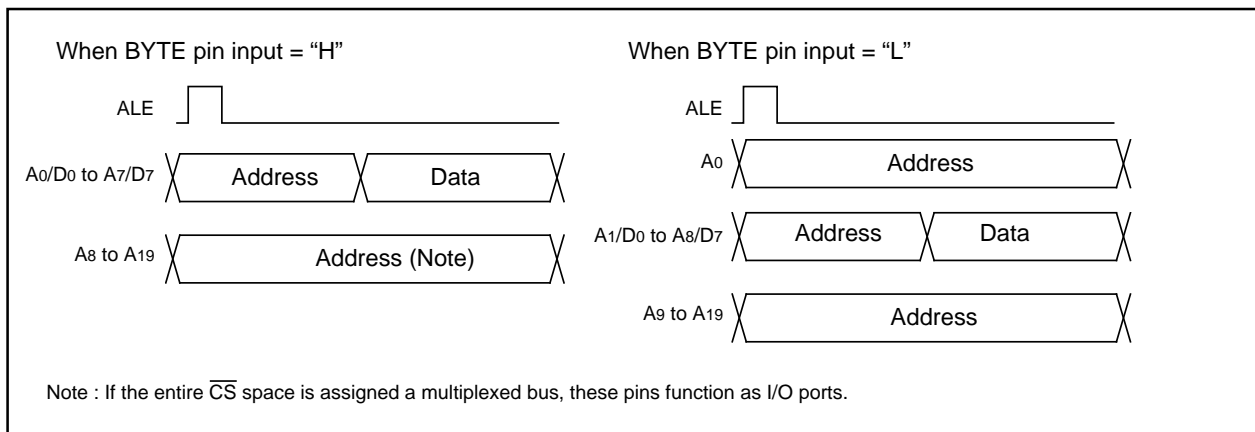 When BYTE pin input = “H”
ALE
A0/D0 to A7/D7
Address
Data
A8 to A19
Address (Note)
When BYTE pin input = “L”
ALE
A0
Address
A1/D0 to A8/D7
Address
Data
A9 to A19
Address
Note : If the entire C̅S̅ space is assigned a multiplexed bus, these pins function as I/O ports.